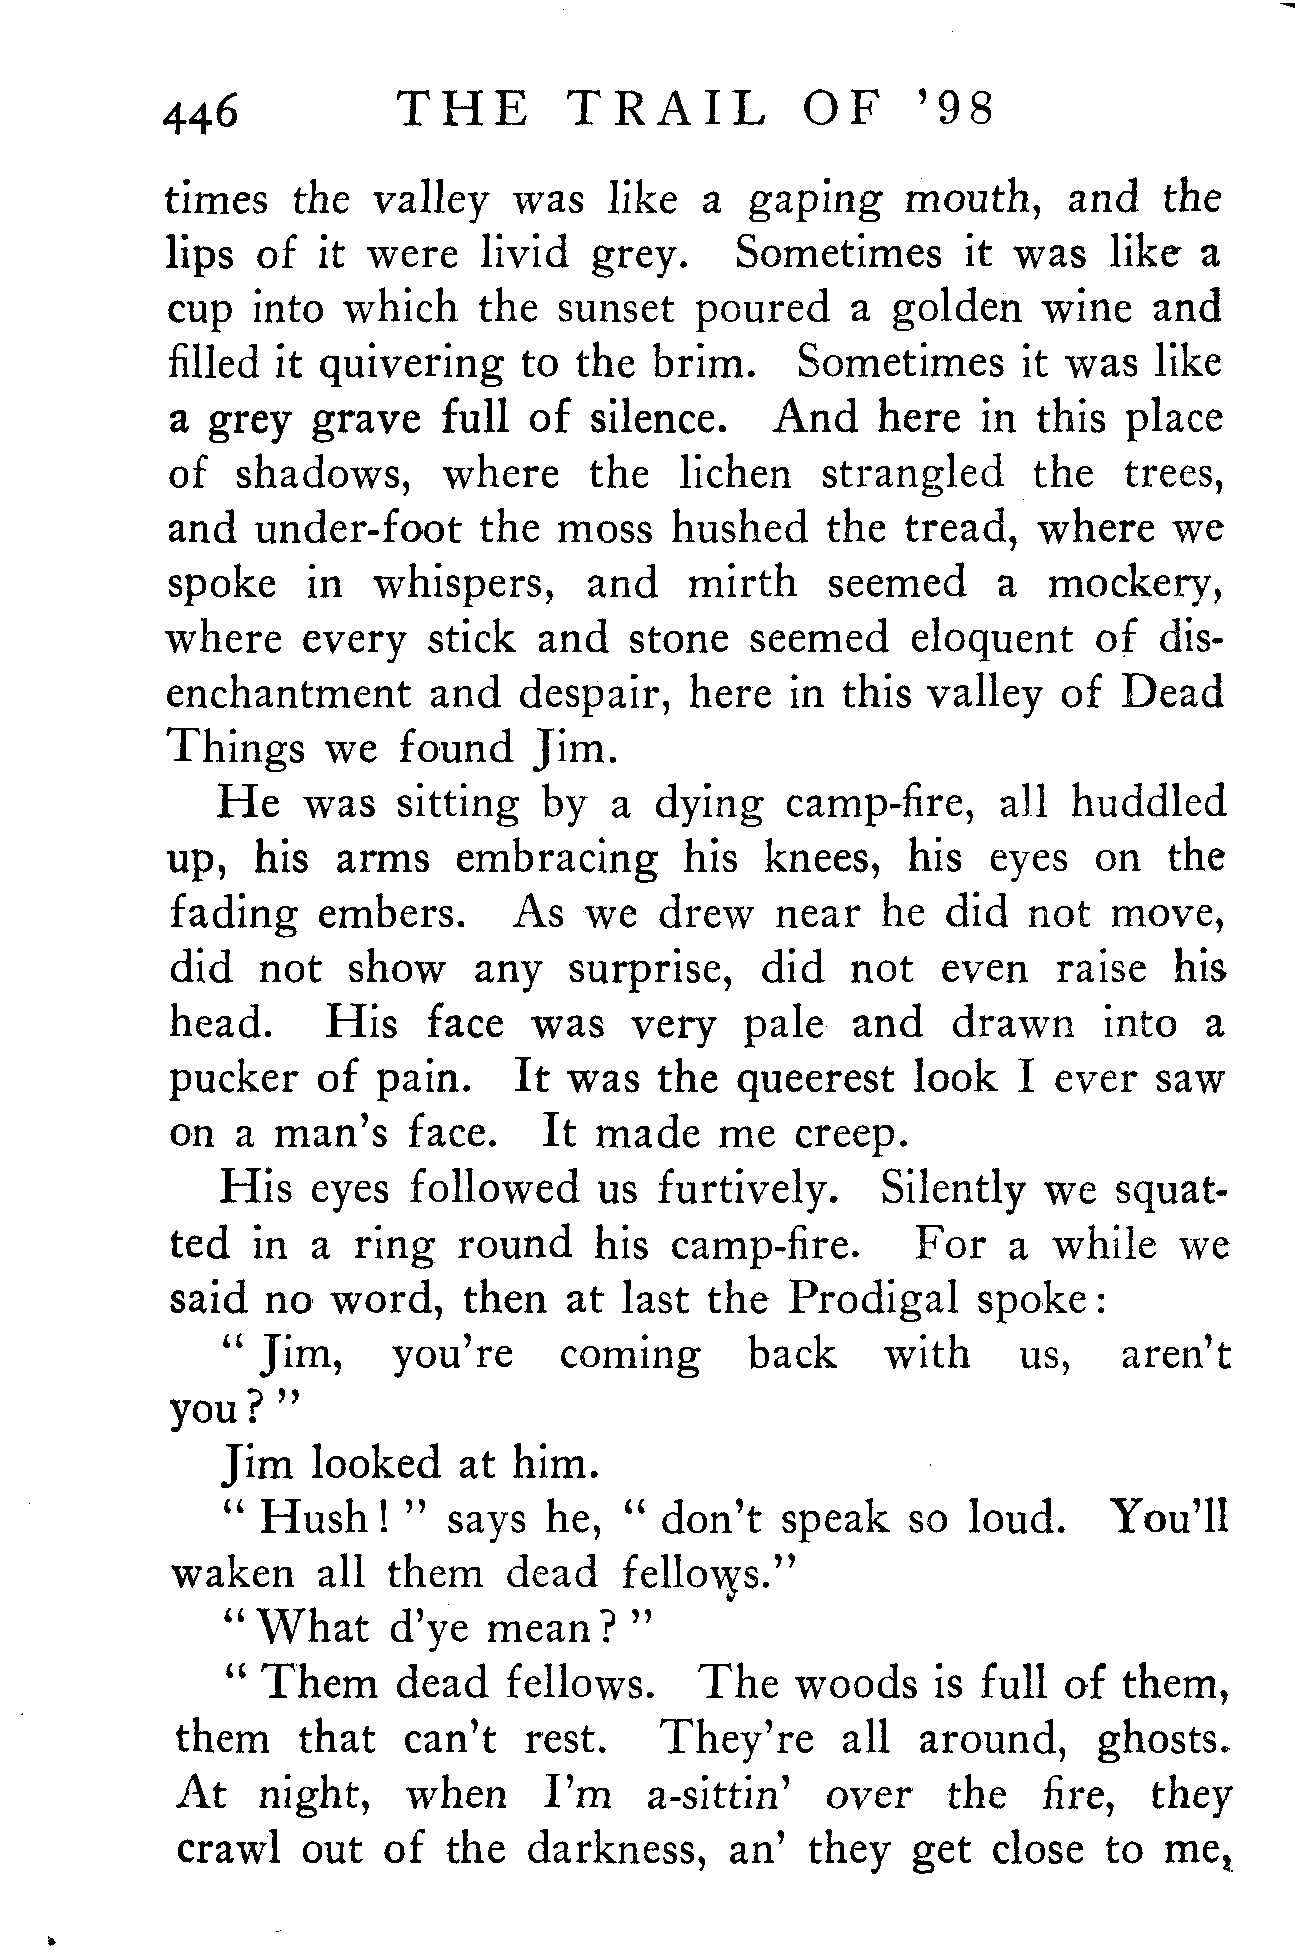 446 THE TRAIL OF '98
times the valley was like a gaping mouth, and the
lips of it were livid grey. Sometimes it was like a
cup into which the sunset poured a golden wine and
filled it quivering to the brim. Sometimes it was like
a grey grave full of silence. And here in this place
of shadows, where the lichen strangled the trees,
and under-foot the moss hushed the tread, where we
spoke in whispers, and mirth seemed a mockery,
where every stick and stone seemed eloquent of dis-
enchantment and despair, here in this valley of Dead
Things we found Jim.
He was sitting by a dying camp-fire, all huddled
up, his arms embracing his knees, his eyes on the
fading embers. As we drew near he did not move,
did not show any surprise, did not even raise his
head. His face was very pale and drawn into a
pucker of pain. It was the queerest look I ever saw
on a man's face. It made me creep.
His eyes followed us furtively. Silently we squat-
ted in a ring round his camp-fire. For a while we
said no word, then at last the Prodigal spoke:
"Jim, you're coming back with us, aren't
you?"
Jim looked at him.
"Hush!" says he, "don't speak so loud. You'll
waken all them dead fellows."
"What d'ye mean?"
"Them dead fellows. The woods is full of them,
them that can't rest. They're all around, ghosts.
At night, when I'm a-sittin' over the fire, they
crawl out of the darkness, an' they get close to me,